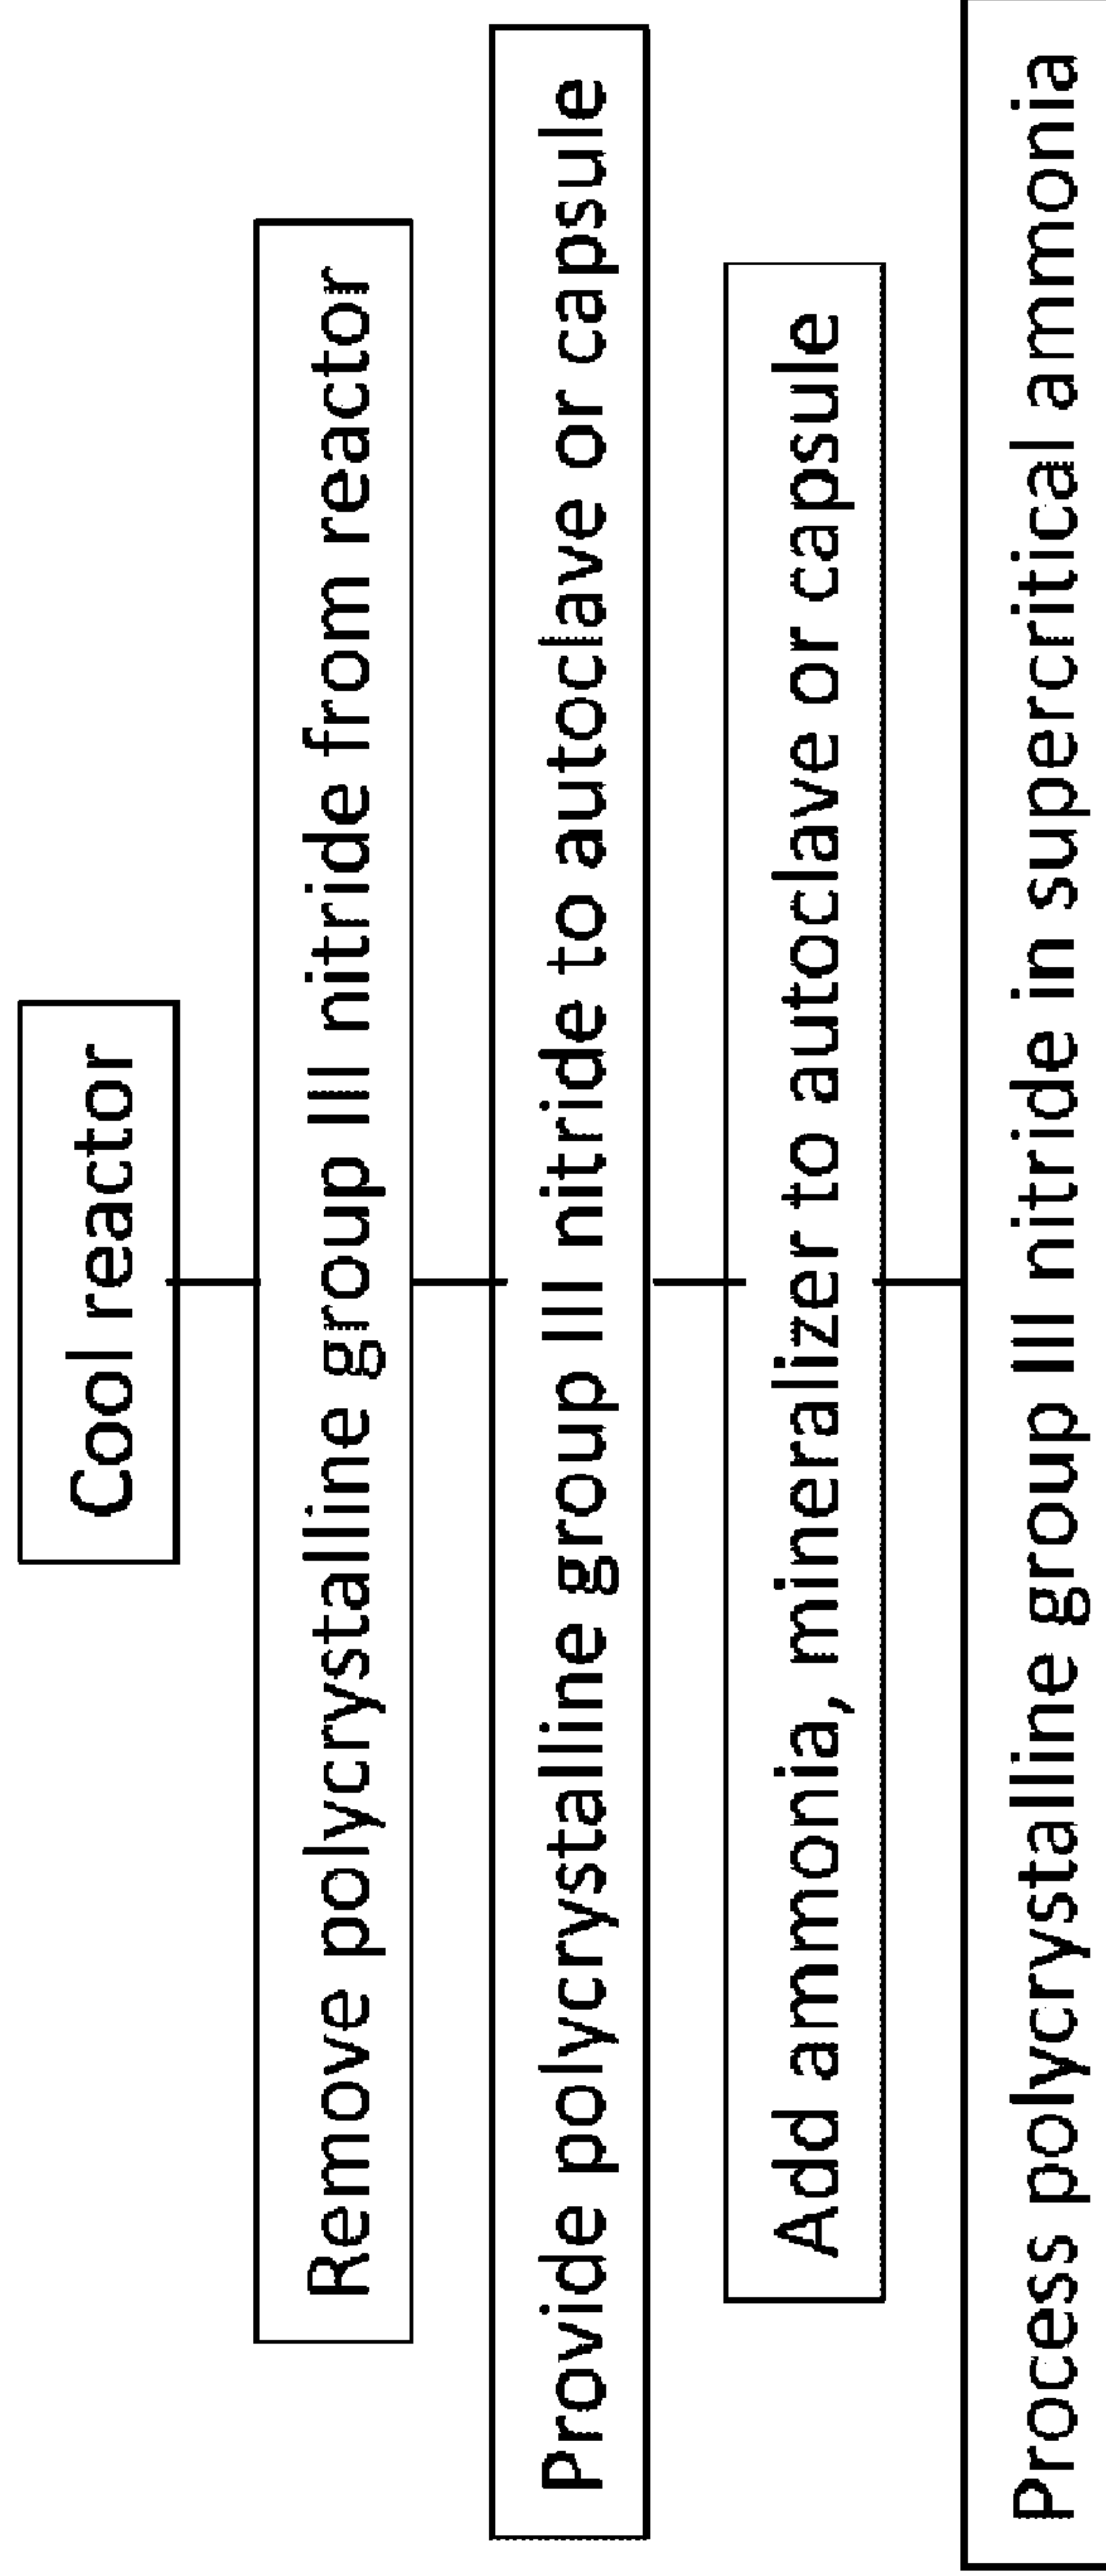 Cool reactor
Remove polycrystalline group III nitride from reactor
Provide polycrystalline group III nitride to autoclave or capsule
Add ammonia, mineralizer to autoclave or capsule
Process polycrystalline group III nitride in supercritical ammonia